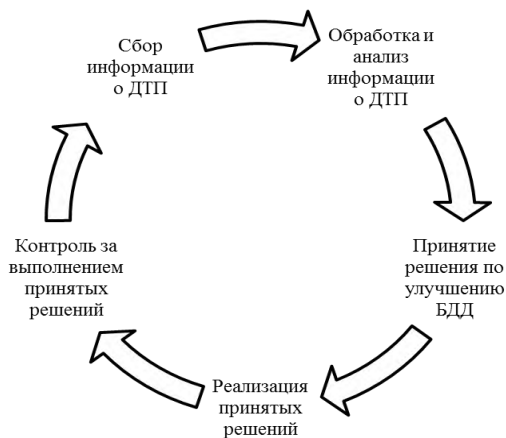 Сбор
информации
о ДТП
Обработка и
анализ
информации
о ДТП
Принятие
решения по
улучшению
БДД
Реализация
принятых
решений
Контроль за
выполнением
принятых
решений